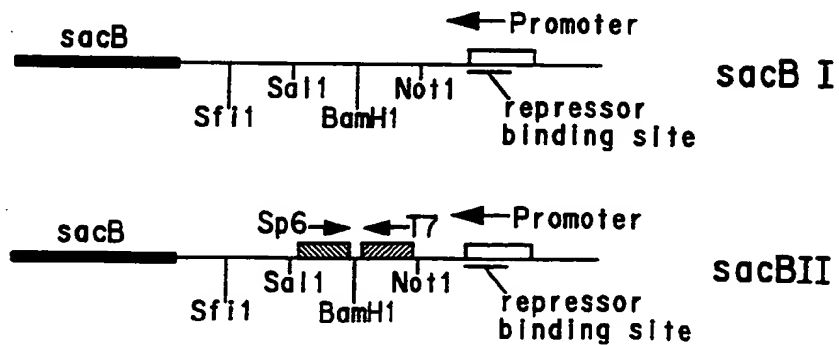 Promoter
sacB
sacB I
Sal1
Not1
Sfi1
BamH1
repressor
binding site
Sp6
T7
Promoter
sacB
sacBII
Sal1
Not1
Sfi1
BamH1
repressor
binding site